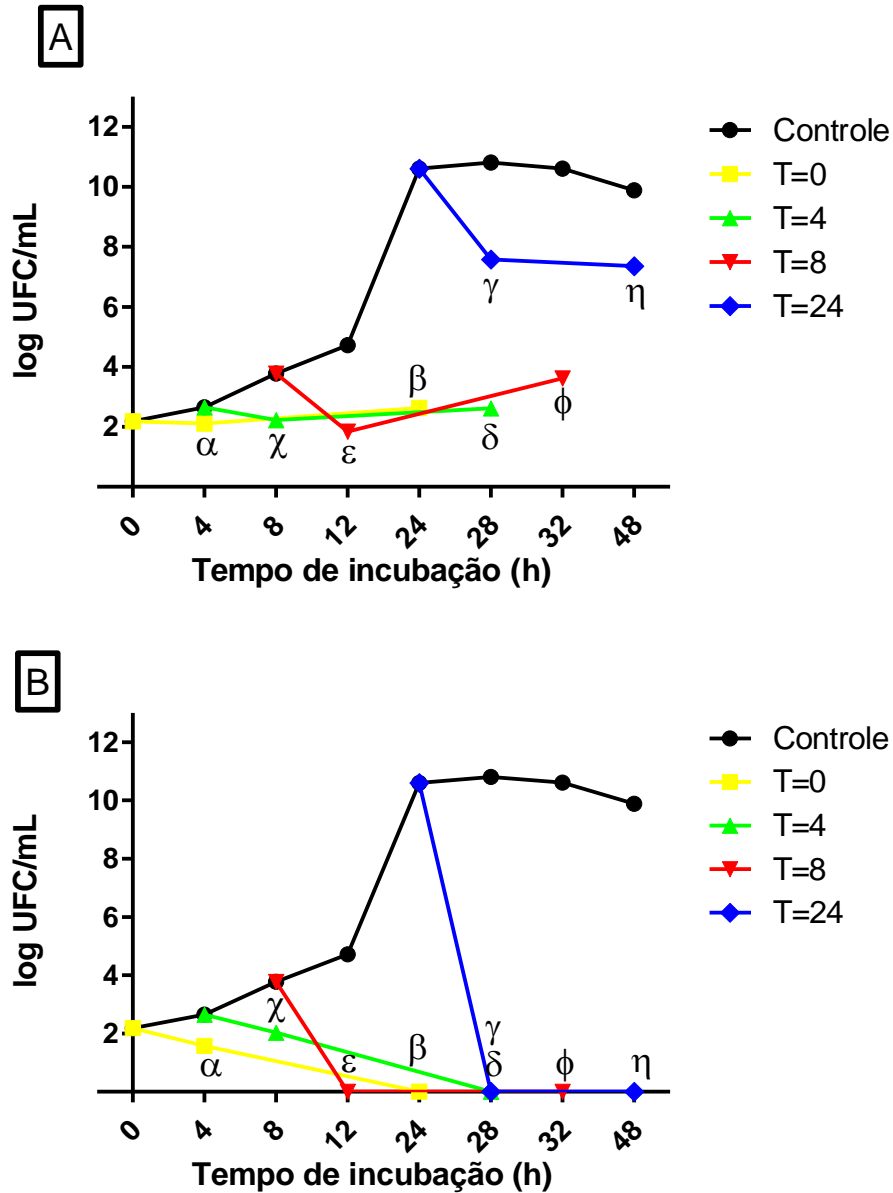 A
log UFC/mL
12
10
8
6
4
2
α
χ
ε
β
δ
ϕ
γ
η
0 4 8 12 24 28 32 48
Tempo de incubação (h)
Controle
T=0
T=4
T=8
T=24
B
log UFC/mL
12
10
8
6
4
2
α
χ
ε
β
γ
δ
ϕ
η
0 4 8 12 24 28 32 48
Tempo de incubação (h)
Controle
T=0
T=4
T=8
T=24